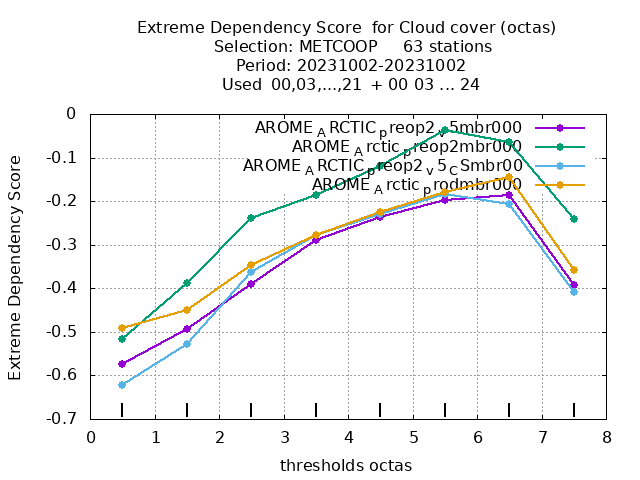 Extreme Dependency Score  for Cloud cover (octas)
Selection: METCOOP     63 stations
Period: 20231002-20231002
Used  00,03,...,21  + 00 03 ... 24
AROME_ARCTIC_preop2_v5mbr000
AROME_Arctic_preop2mbr000
AROME_ARCTIC_preop2_v5_CSmbr00
AROME_Arctic_prodmbr000
Extreme Dependency Score
0
-0.1
-0.2
-0.3
-0.4
-0.5
-0.6
-0.7
0 1 2 3 4 5 6 7 8
thresholds octas